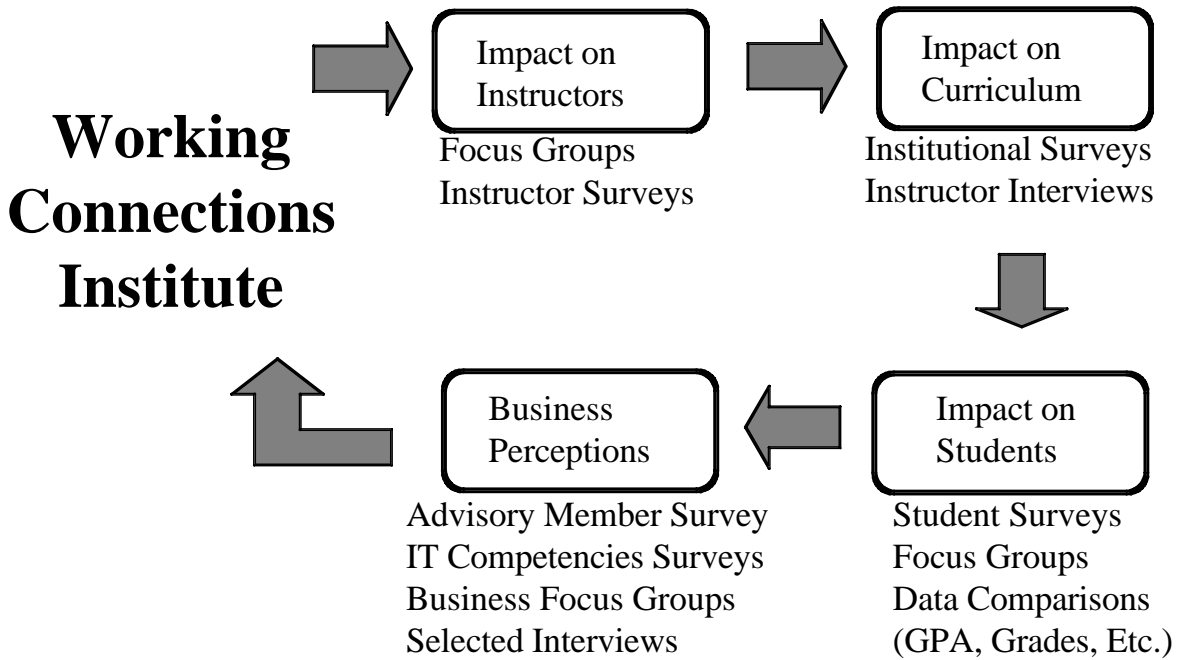 Working
Connections
Institute
Impact on
Instructors
Focus Groups
Instructor Surveys
Impact on
Curriculum
Institutional Surveys
Instructor Interviews
Impact on
Students
Student Surveys
Focus Groups
Data Comparisons
(GPA, Grades, Etc.)
Business
Perceptions
Advisory Member Survey
IT Competencies Surveys
Business Focus Groups
Selected Interviews